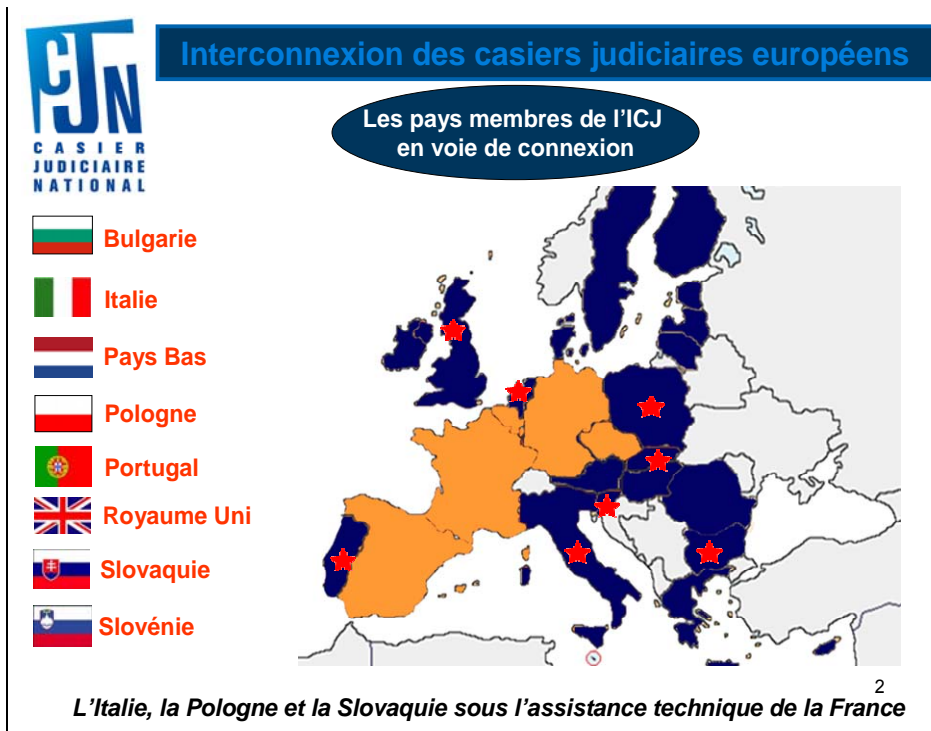 Interconnexion des casiers judiciaires européens
CJN
CASIER
JUDICIAIRE
NATIONAL
Les pays membres de l'ICJ
en voie de connexion
Bulgarie
Italie
Pays Bas
Pologne
Portugal
Royaume Uni
Slovaquie
Slovénie
2
L'Italie, la Pologne et la Slovaquie sous l'assistance technique de la France